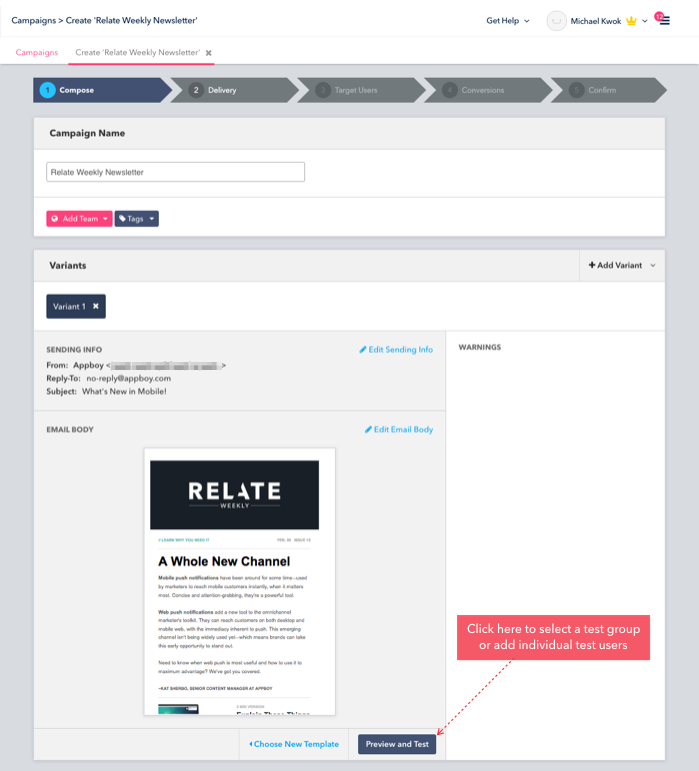 Campaigns > Create 'Relate Weekly Newsletter'
Get Help
Michael Kwok
12
Campaigns
Create 'Relate Weekly Newsletter' ✖
1 Compose
2 Delivery
3 Target Users
4 Conversions
5 Confirm
Campaign Name
Relate Weekly Newsletter
Add Team
Tags
Variants
+ Add Variant
Variant 1 ✖
SENDING INFO
Edit Sending Info
From: Appboy < >
Reply-To: no-reply@appboy.com
Subject: What's New in Mobile!
WARNINGS
EMAIL BODY
Edit Email Body
RELATE
WEEKLY
// LEARN WHY YOU NEED IT
A Whole New Channel
Mobile push notifications have been around for some time—used
by marketers to reach mobile customers instantly, when it matters
most. Concise and attention-grabbing, they're a powerful tool.
Web push notifications add a new tool to the omnichannel
marketer's toolkit. They can reach customers on both desktop and
mobile web, with the immediacy inherent to push. This emerging
channel isn't being widely used yet—which means brands can take
this early opportunity to stand out.
Need to know when web push is most useful and how to use it to
maximum advantage? We've got you covered.
–KAT SHERBO, SENIOR CONTENT MANAGER AT APPBOY
Explain These Things
Click here to select a test group
or add individual test users
Choose New Template
Preview and Test